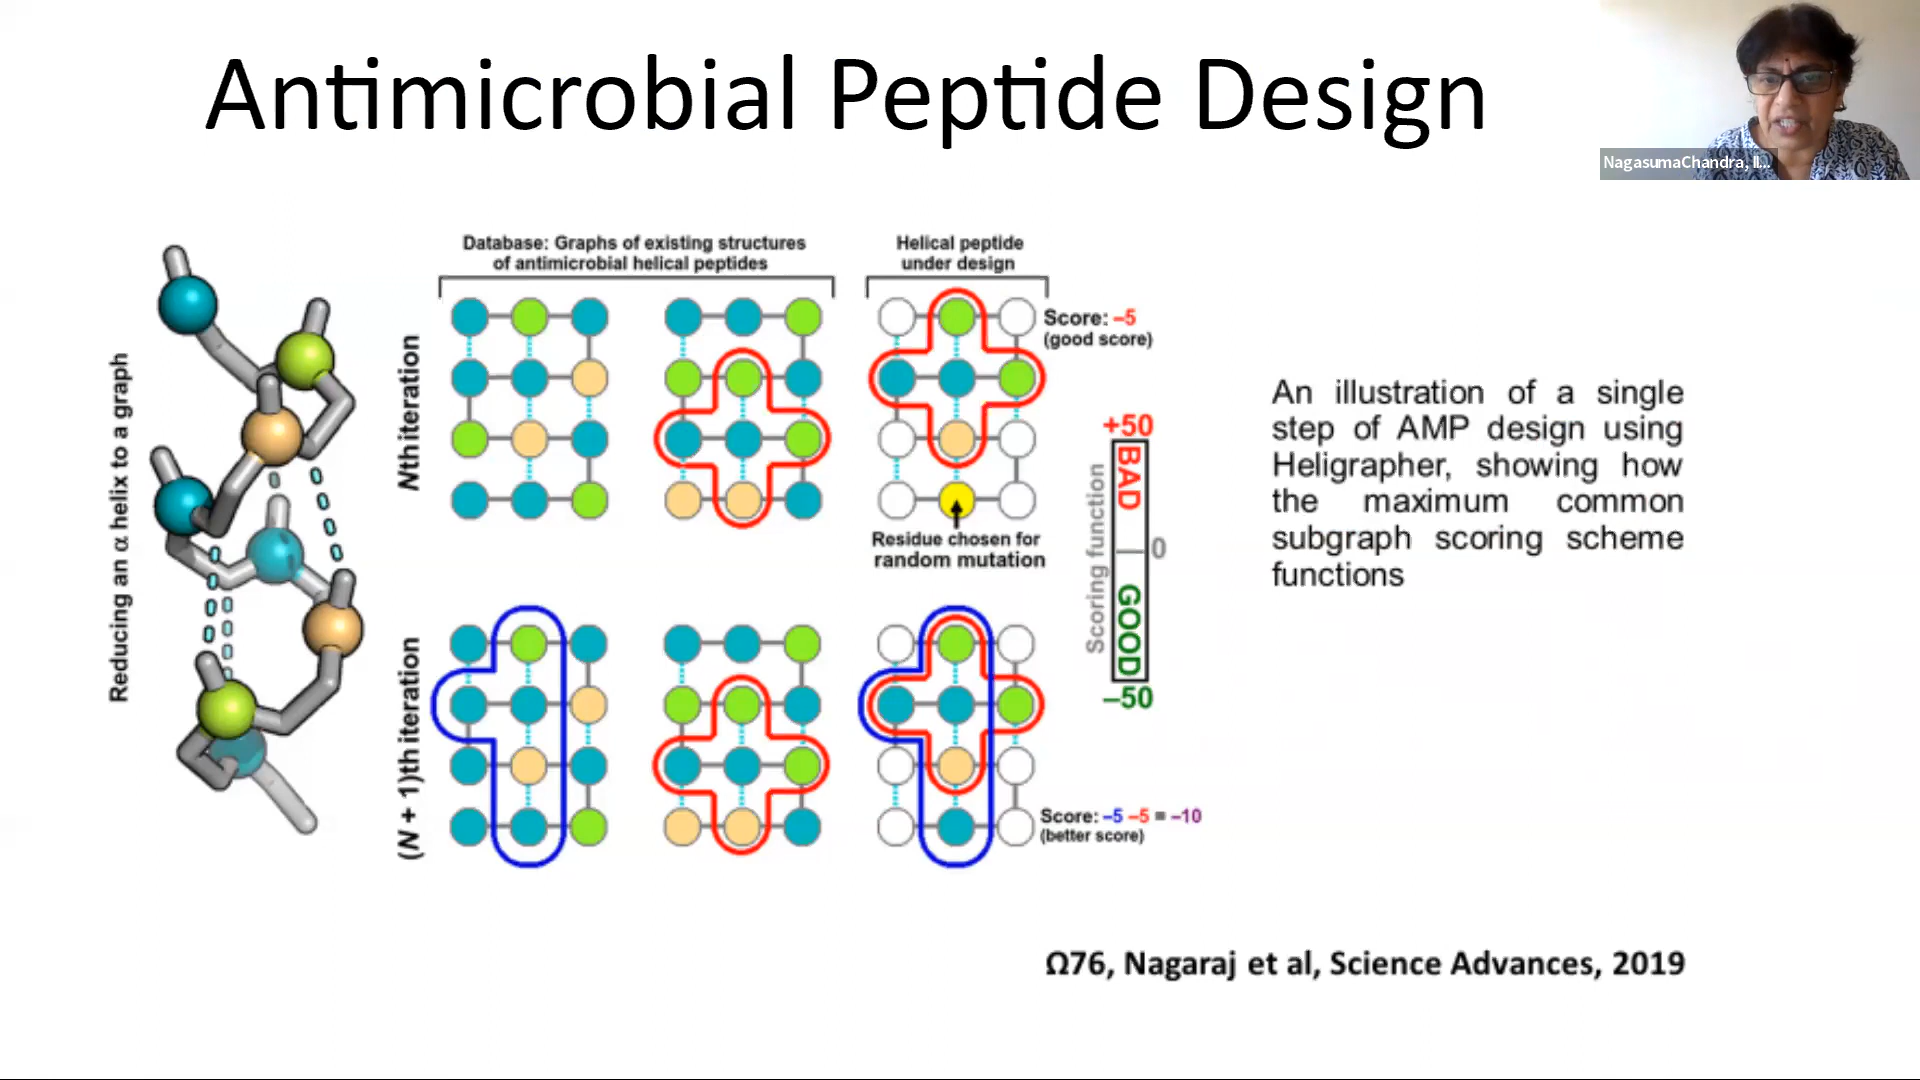 Antimicrobial Peptide Design
NagasumaChandra, II...
Reducing an α helix to a graph
Database: Graphs of existing structures
of antimicrobial helical peptides
Helical peptide
under design
Nth iteration
Score: –5
(good score)
Residue chosen for
random mutation
(N + 1)th iteration
Score: –5 –5 = –10
(better score)
Scoring function
+50
BAD
0
GOOD
–50
An illustration of a single
step of AMP design using
Heligrapher, showing how
the maximum common
subgraph scoring scheme
functions
Ω76, Nagaraj et al, Science Advances, 2019